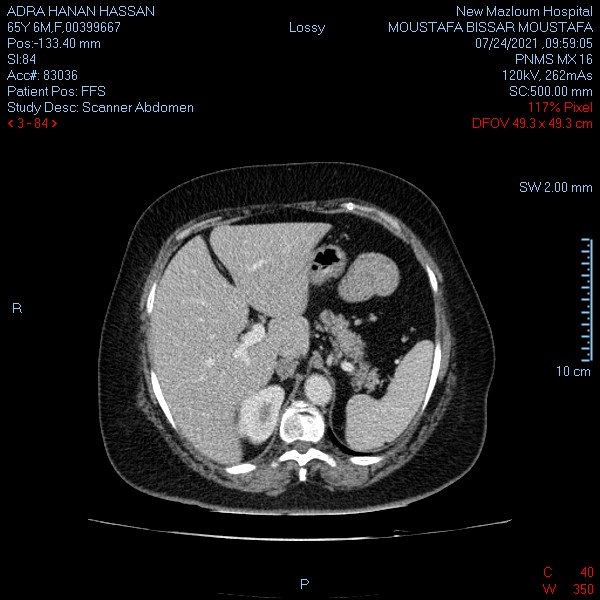 ADRA HANAN HASSAN
65Y 6M,F,00399667
Pos:-133.40 mm
SI:84
Acc#: 83036
Patient Pos: FFS
Study Desc: Scanner Abdomen
< 3 - 84 >
Lossy
New Mazloum Hospital
MOUSTAFA BISSAR MOUSTAFA
07/24/2021 ,09:59:05
PNMS MX 16
120kV, 262mAs
SC:500.00 mm
117% Pixel
DFOV 49.3 x 49.3 cm
SW 2.00 mm
R
10 cm
P
C 40
W 350